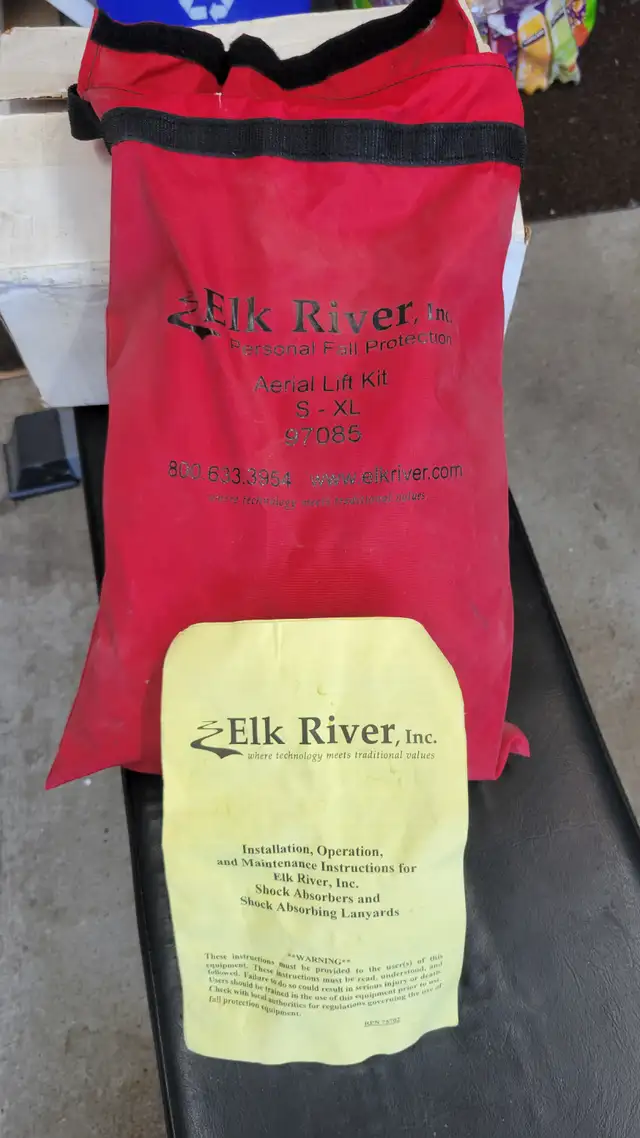 Elk River, Inc.
Personal Fall Protection
Aerial Lift Kit
S - XL
97085
800.633.3954 www.elkriver.com
where technology meets traditional values
Elk River, Inc.
where technology meets traditional values
Installation, Operation,
and Maintenance Instructions for
Elk River, Inc.
Shock Absorbers and
Shock Absorbing Lanyards
**WARNING**
These instructions must be provided to the user(s) of this
equipment. These instructions must be read, understood, and
followed. Failure to do so could result in serious injury or death.
Users should be trained in the use of this equipment prior to use.
Check with local authorities for regulations governing the use of
fall protection equipment.